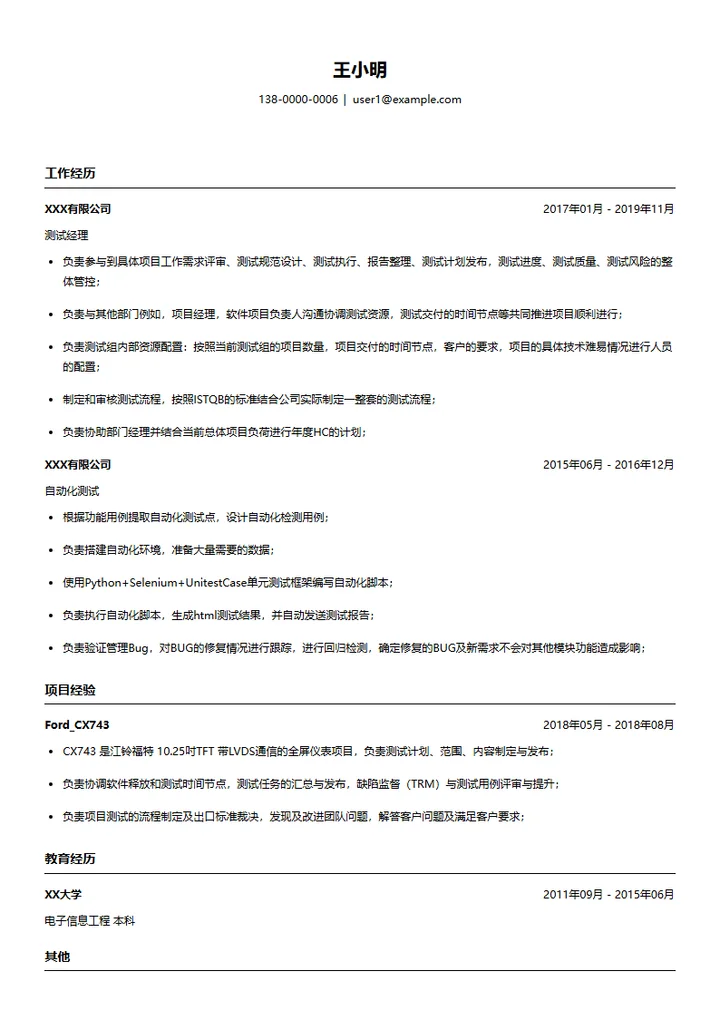 王小明
138-0000-0006 | user1@example.com
工作经历
XXX有限公司 2017年01月 - 2019年11月
测试经理
• 负责参与到具体项目工作需求评审、测试规范设计、测试执行、报告整理、测试计划发布，测试进度、测试质量、测试风险的整
体管控；
• 负责与其他部门例如，项目经理，软件项目负责人沟通协调测试资源，测试交付的时间节点等共同推进项目顺利进行；
• 负责测试组内部资源配置：按照当前测试组的项目数量，项目交付的时间节点，客户的要求，项目的具体技术难易情况进行人员
的配置；
• 制定和审核测试流程，按照ISTQB的标准结合公司实际制定一整套的测试流程；
• 负责协助部门经理并结合当前总体项目负荷进行年度HC的计划；
XXX有限公司 2015年06月 - 2016年12月
自动化测试
• 根据功能用例提取自动化测试点，设计自动化检测用例；
• 负责搭建自动化环境，准备大量需要的数据；
• 使用Python+Selenium+UnitestCase单元测试框架编写自动化脚本；
• 负责执行自动化脚本，生成html测试结果，并自动发送测试报告；
• 负责验证管理Bug，对BUG的修复情况进行跟踪，进行回归检测，确定修复的BUG及新需求不会对其他模块功能造成影响；
项目经验
Ford_CX743 2018年05月 - 2018年08月
• CX743 是江铃福特 10.25吋TFT 带LVDS通信的全屏仪表项目，负责测试计划、范围、内容制定与发布；
• 负责协调软件释放和测试时间节点，测试任务的汇总与发布，缺陷监督（TRM）与测试用例评审与提升；
• 负责项目测试的流程制定及出口标准裁决，发现及改进团队问题，解答客户问题及满足客户要求；
教育经历
XX大学 2011年09月 - 2015年06月
电子信息工程 本科
其他